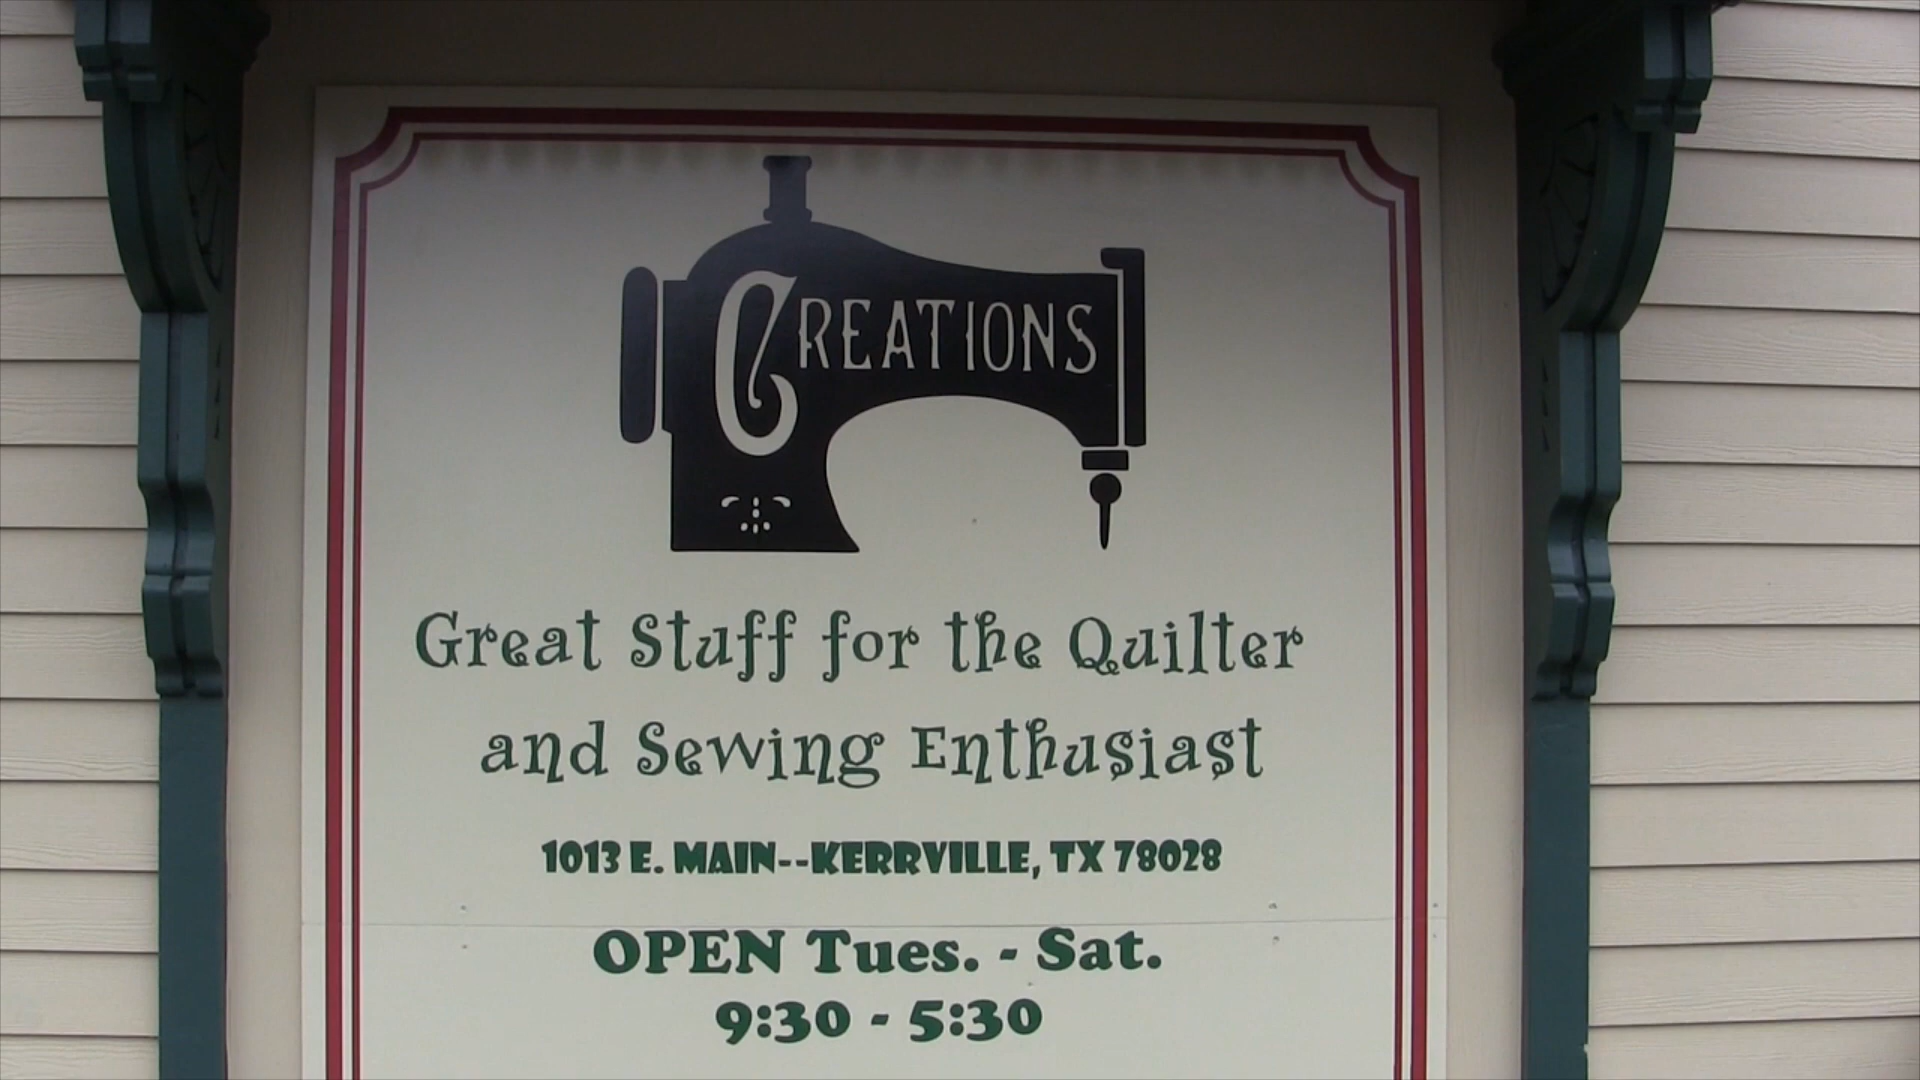 CREATIONS
Great Stuff for the Quilter
and Sewing Enthusiast
1013 E. MAIN--KERRVILLE, TX 78028
OPEN Tues. - Sat.
9:30 - 5:30